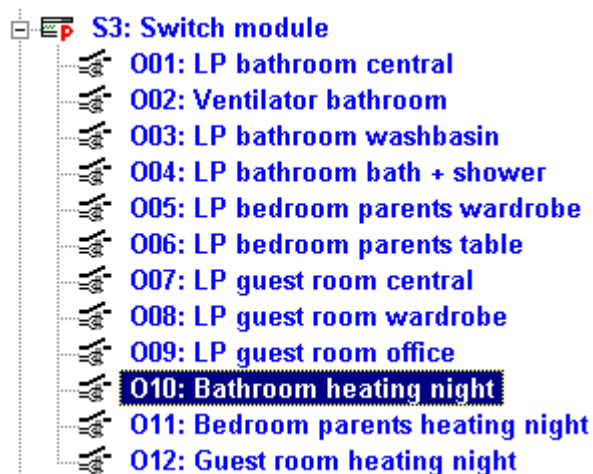 S3: Switch module
O01: LP bathroom central
O02: Ventilator bathroom
O03: LP bathroom washbasin
O04: LP bathroom bath + shower
O05: LP bedroom parents wardrobe
O06: LP bedroom parents table
O07: LP guest room central
O08: LP guest room wardrobe
O09: LP guest room office
O10: Bathroom heating night
O11: Bedroom parents heating night
O12: Guest room heating night